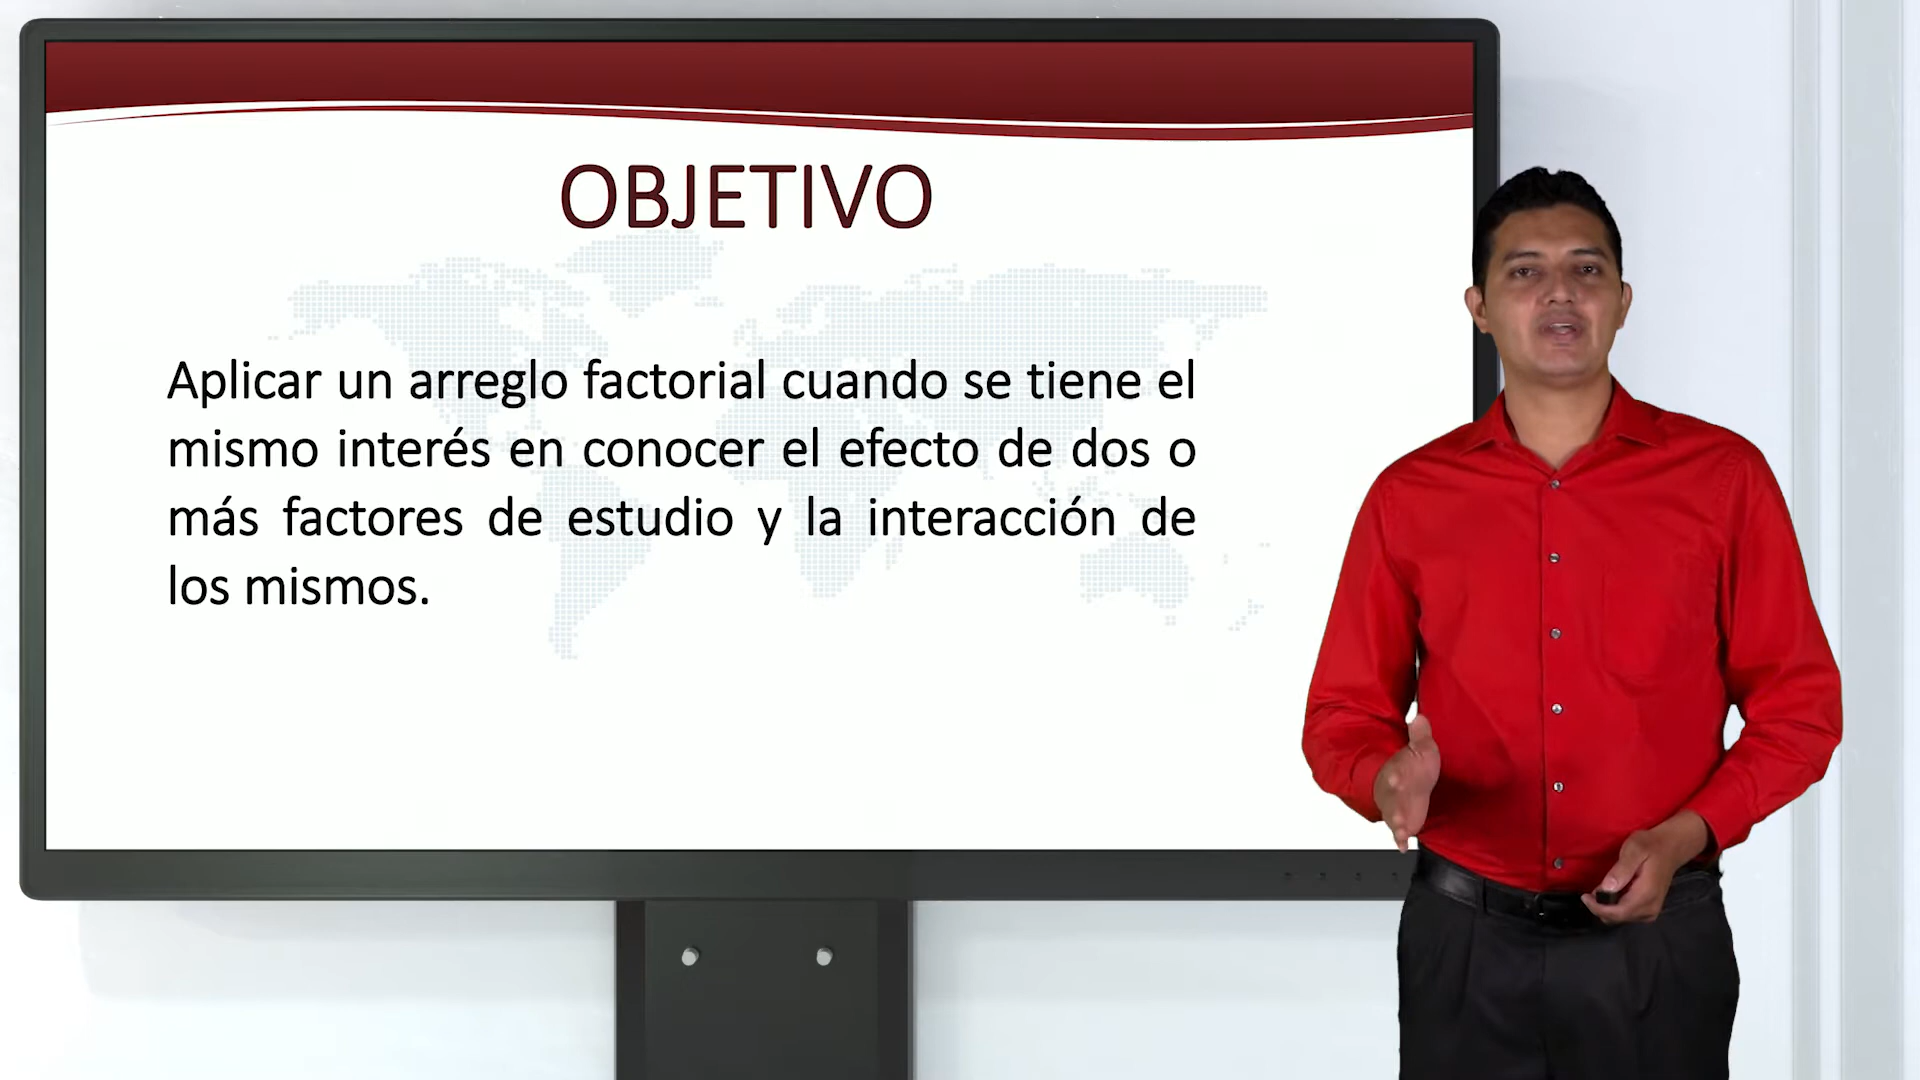 OBJETIVO
Aplicar un arreglo factorial cuando se tiene el
mismo interés en conocer el efecto de dos o
más factores de estudio y la interacción de
los mismos.